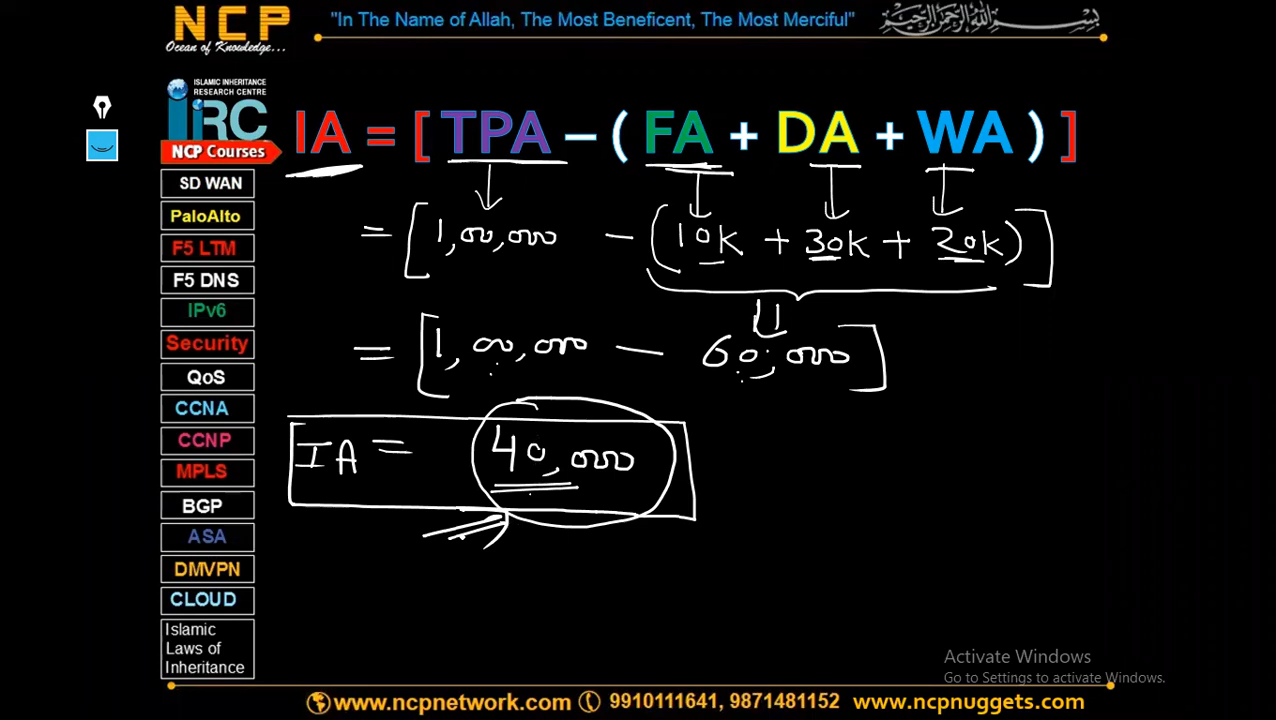 NCP
Ocean of Knowledge...
"In The Name of Allah, The Most Beneficent, The Most Merciful"
ISLAMIC INHERITANCE
RESEARCH CENTRE
iRC
NCP Courses
IA = [ TPA – ( FA + DA + WA ) ]
= [1,00,000 – (10K + 30K + 20K)]
= [1,00,000 – 60,000]
IA = 40,000
SD WAN
PaloAlto
F5 LTM
F5 DNS
IPv6
Security
QoS
CCNA
CCNP
MPLS
BGP
ASA
DMVPN
CLOUD
Islamic
Laws of
Inheritance
Activate Windows
Go to Settings to activate Windows.
www.ncpnetwork.com 9910111641, 9871481152 www.ncpnuggets.com